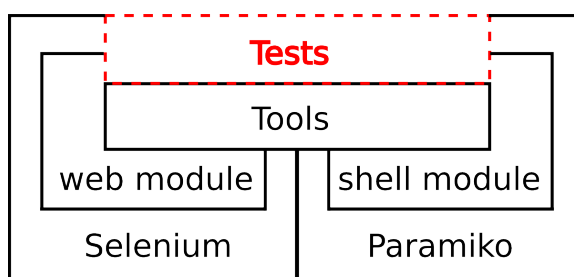 Tests
Tools
web module
shell module
Selenium
Paramiko